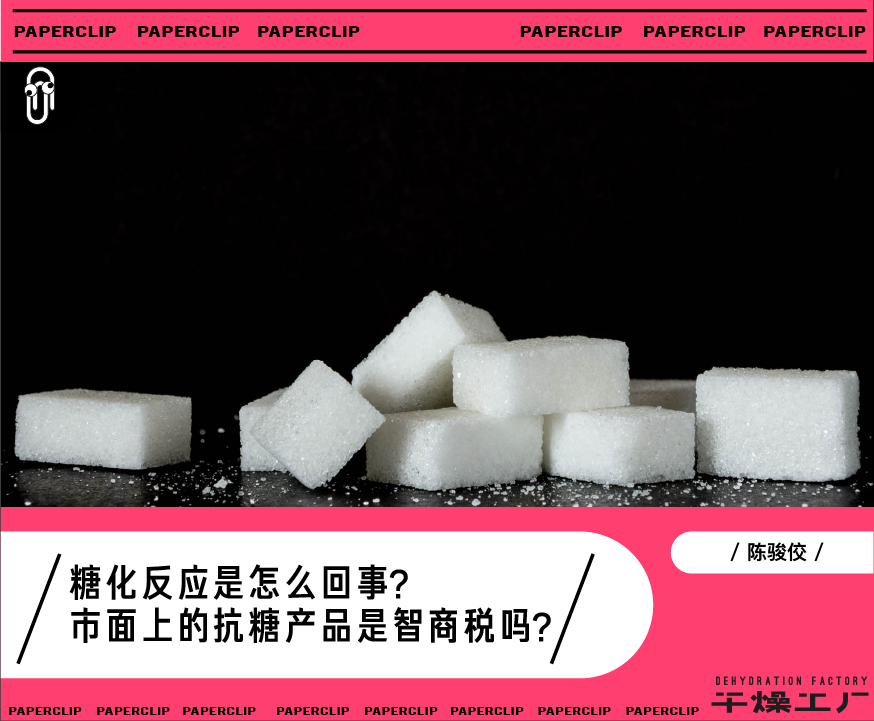 PAPERCLIP PAPERCLIP PAPERCLIP PAPERCLIP PAPERCLIP PAPERCLIP
糖化反应是怎么回事?
市面上的抗糖产品是智商税吗?
/ 陈骏佼 /
DEHYDRATION FACTORY
干燥工厂
PAPERCLIP PAPERCLIP PAPERCLIP PAPERCLIP PAPERCLIP PAPERCLIP PAPERCLIP PAPERCLIP